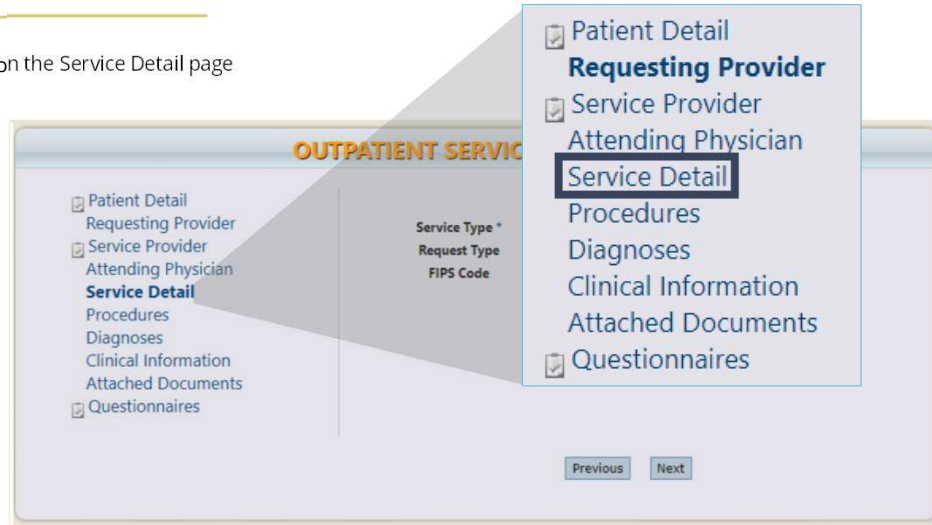 on the Service Detail page
OUTPATIENT SERVIC
Patient Detail
Requesting Provider
Service Provider
Attending Physician
Service Detail
Procedures
Diagnoses
Clinical Information
Attached Documents
Questionnaires
Service Type *
Request Type
FIPS Code
Previous Next
Patient Detail
Requesting Provider
Service Provider
Attending Physician
Service Detail
Procedures
Diagnoses
Clinical Information
Attached Documents
Questionnaires